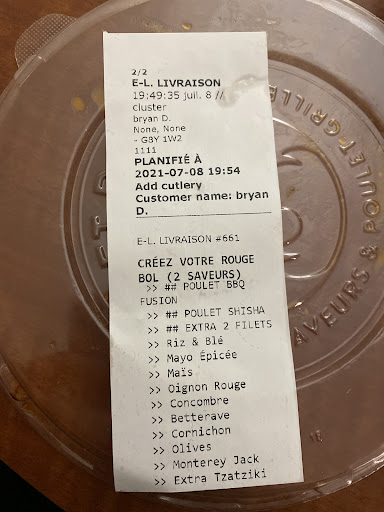 2/2
E-L. LIVRAISON
19:49:35 juil. 8 //
cluster
bryan D.
None, None
- G8Y 1W2
1111
PLANIFIÉ À
2021-07-08 19:54
Add cutlery
Customer name: bryan
D.
E-L. LIVRAISON #661
CRÉEZ VOTRE ROUGE
BOL (2 SAVEURS)
>> ## POULET BBQ
FUSION
>> ## POULET SHISHA
>> ## EXTRA 2 FILETS
>> Riz & Blé
>> Mayo Épicée
>> Maïs
>> Oignon Rouge
>> Concombre
>> Betterave
>> Cornichon
>> Olives
>> Monterey Jack
>> Extra Tzatziki
SAVEURS & POULET GRILLÉ